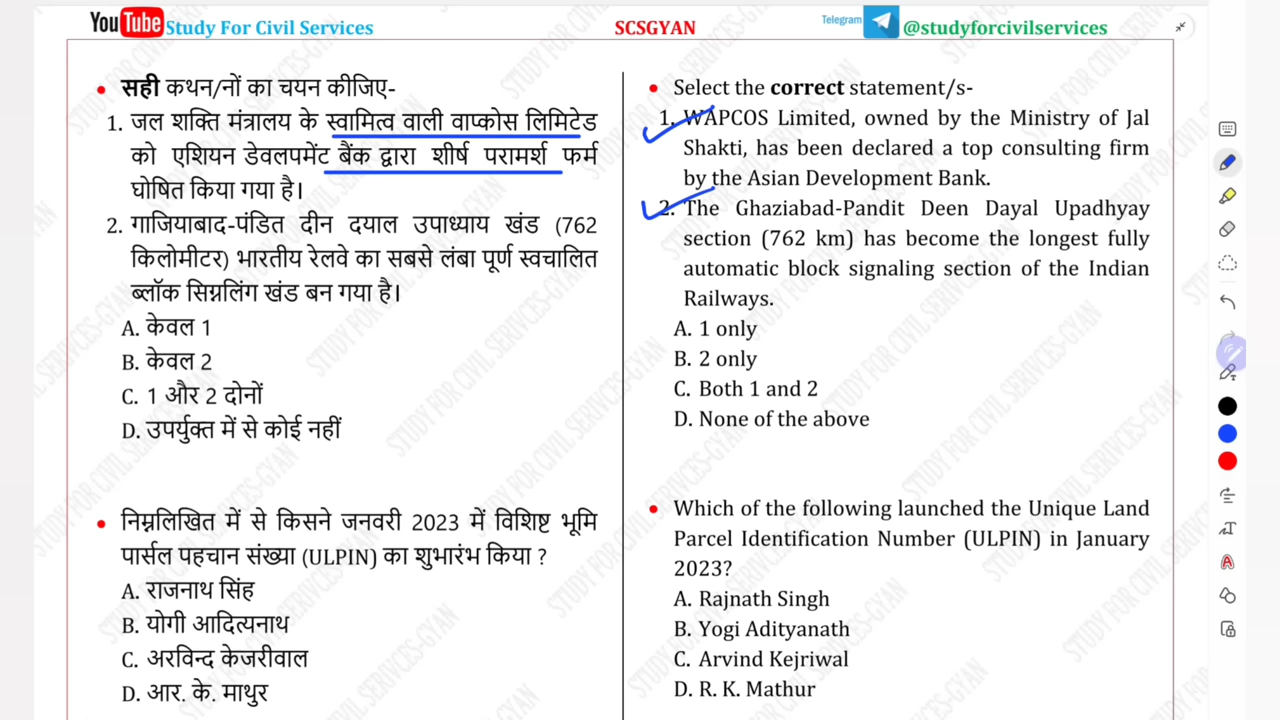 YouTube Study For Civil Services
SCSGYAN
Telegram
@studyforcivilservices
• सही कथन/नों का चयन कीजिए-
1. जल शक्ति मंत्रालय के स्वामित्व वाली वाप्कोस लिमिटेड
को एशियन डेवलपमेंट बैंक द्वारा शीर्ष परामर्श फर्म
घोषित किया गया है।
2. गाजियाबाद-पंडित दीन दयाल उपाध्याय खंड (762
किलोमीटर) भारतीय रेलवे का सबसे लंबा पूर्ण स्वचालित
ब्लॉक सिग्नलिंग खंड बन गया है।
A. केवल 1
B. केवल 2
C. 1 और 2 दोनों
D. उपर्युक्त में से कोई नहीं
• निम्नलिखित में से किसने जनवरी 2023 में विशिष्ट भूमि
पार्सल पहचान संख्या (ULPIN) का शुभारंभ किया ?
A. राजनाथ सिंह
B. योगी आदित्यनाथ
C. अरविन्द केजरीवाल
D. आर. के. माथुर
• Select the correct statement/s-
1. WAPCOS Limited, owned by the Ministry of Jal
Shakti, has been declared a top consulting firm
by the Asian Development Bank.
2. The Ghaziabad-Pandit Deen Dayal Upadhyay
section (762 km) has become the longest fully
automatic block signaling section of the Indian
Railways.
A. 1 only
B. 2 only
C. Both 1 and 2
D. None of the above
• Which of the following launched the Unique Land
Parcel Identification Number (ULPIN) in January
2023?
A. Rajnath Singh
B. Yogi Adityanath
C. Arvind Kejriwal
D. R. K. Mathur
STUDY FOR CIVIL SERIVCES-GYAN